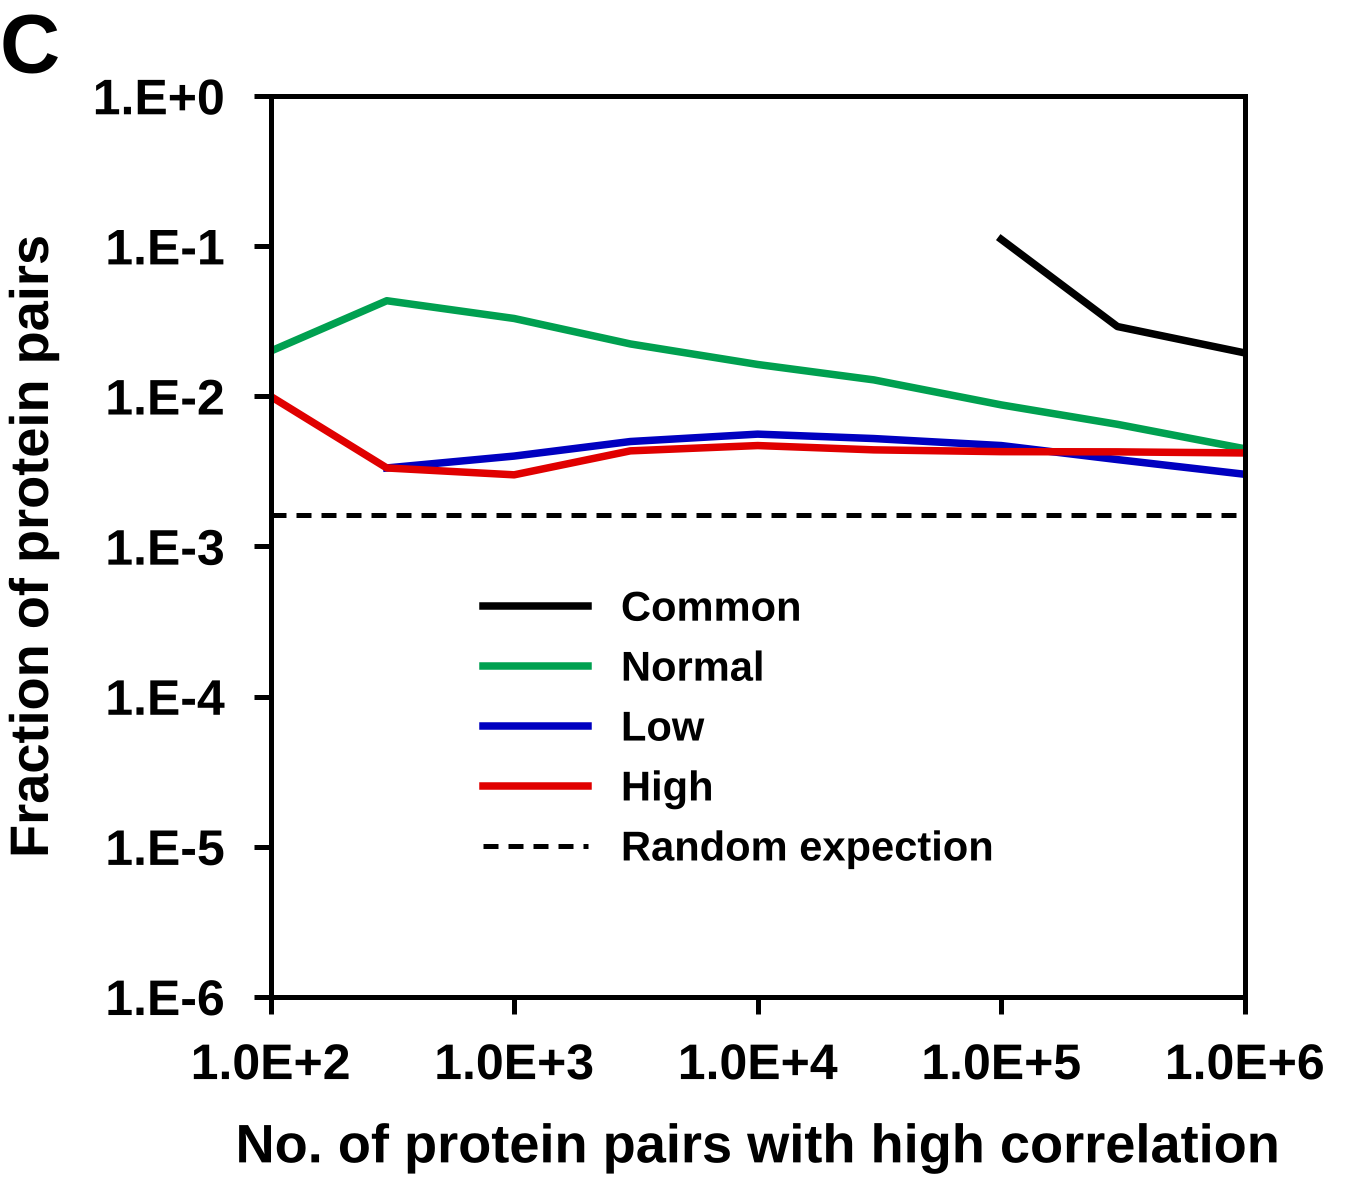 C
1.E+0
1.E-1
1.E-2
1.E-3
1.E-4
1.E-5
1.E-6
Fraction of protein pairs
Common
Normal
Low
High
Random expection
1.0E+2 1.0E+3 1.0E+4 1.0E+5 1.0E+6
No. of protein pairs with high correlation